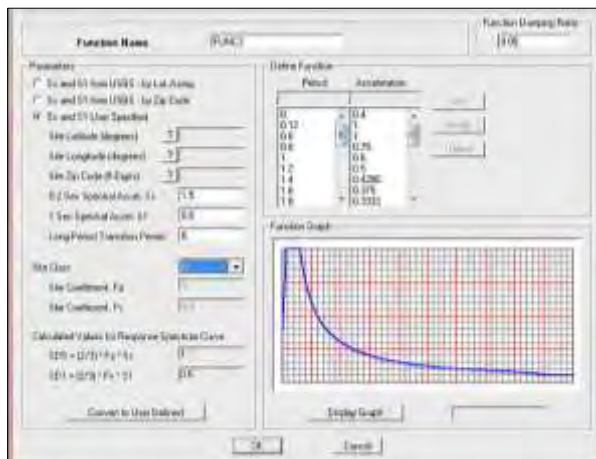 Function Name
FUNC1
Function Damping Ratio
0.05
Parameters
Ss and S1 from USGS - by Lat./Long.
Ss and S1 from USGS - by Zip Code
Ss and S1 User Specified
Site Latitude (degrees)
?
Site Longitude (degrees)
?
Site Zip Code (5-Digits)
?
0.2 Sec Spectral Accel, Ss
1.5
1 Sec Spectral Accel, S1
Long-Period Transition Period
8
Site Class
Site Coefficient, Fa
Site Coefficient, Fv
Calculated Values for Response Spectrum Curve
SDS = (2/3) * Fa * Ss
1
SD1 = (2/3) * Fv * S1
0.6
Convert to User Defined
Define Function
Period
Acceleration
0
0.12
0.6
0.8
1
1.2
1.4
1.6
1.8
0.4
1
1
0.75
0.6
0.5
0.4286
0.375
0.3333
Function Graph
Display Graph
OK
Cancel